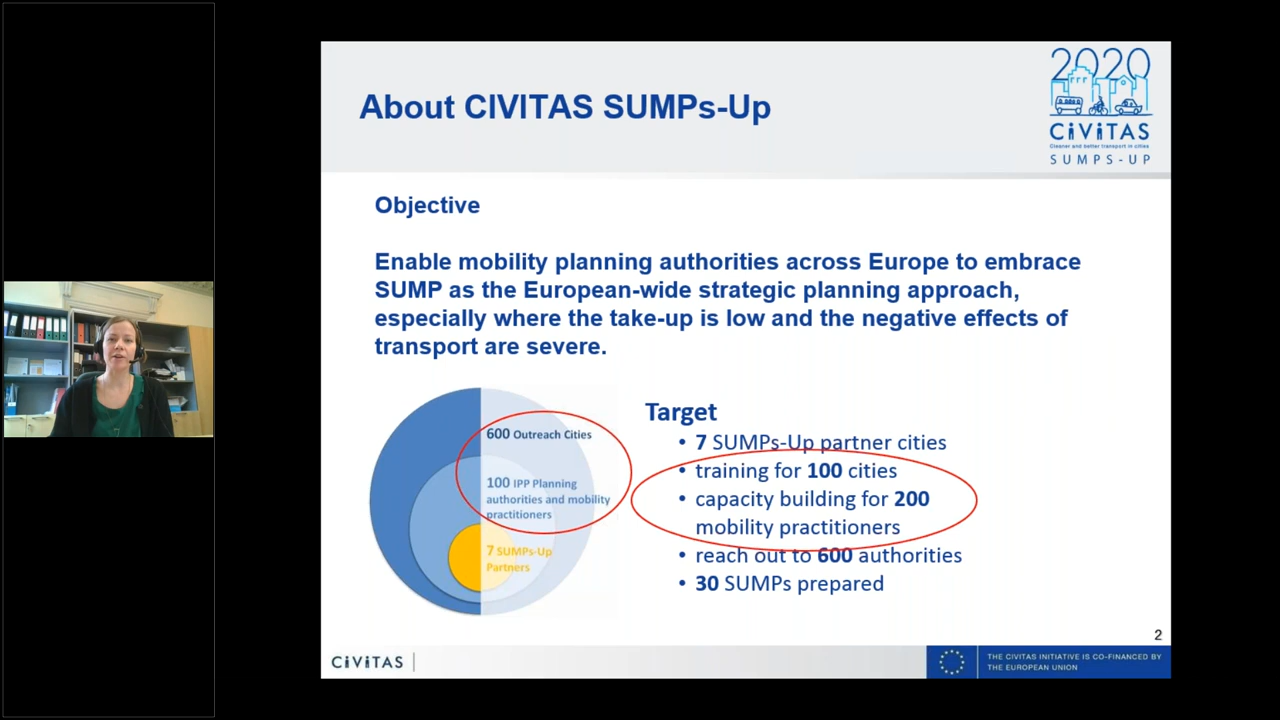 About CIVITAS SUMPs-Up
2020
CiViTAS
Cleaner and better transport in cities
SUMPS-UP
Objective
Enable mobility planning authorities across Europe to embrace
SUMP as the European-wide strategic planning approach,
especially where the take-up is low and the negative effects of
transport are severe.
600 Outreach Cities
100 IPP Planning
authorities and mobility
practitioners
7 SUMPs-Up
Partners
Target
• 7 SUMPs-Up partner cities
• training for 100 cities
• capacity building for 200
mobility practitioners
• reach out to 600 authorities
• 30 SUMPs prepared
2
CiViTAS
THE CIVITAS INITIATIVE IS CO-FINANCED BY
THE EUROPEAN UNION